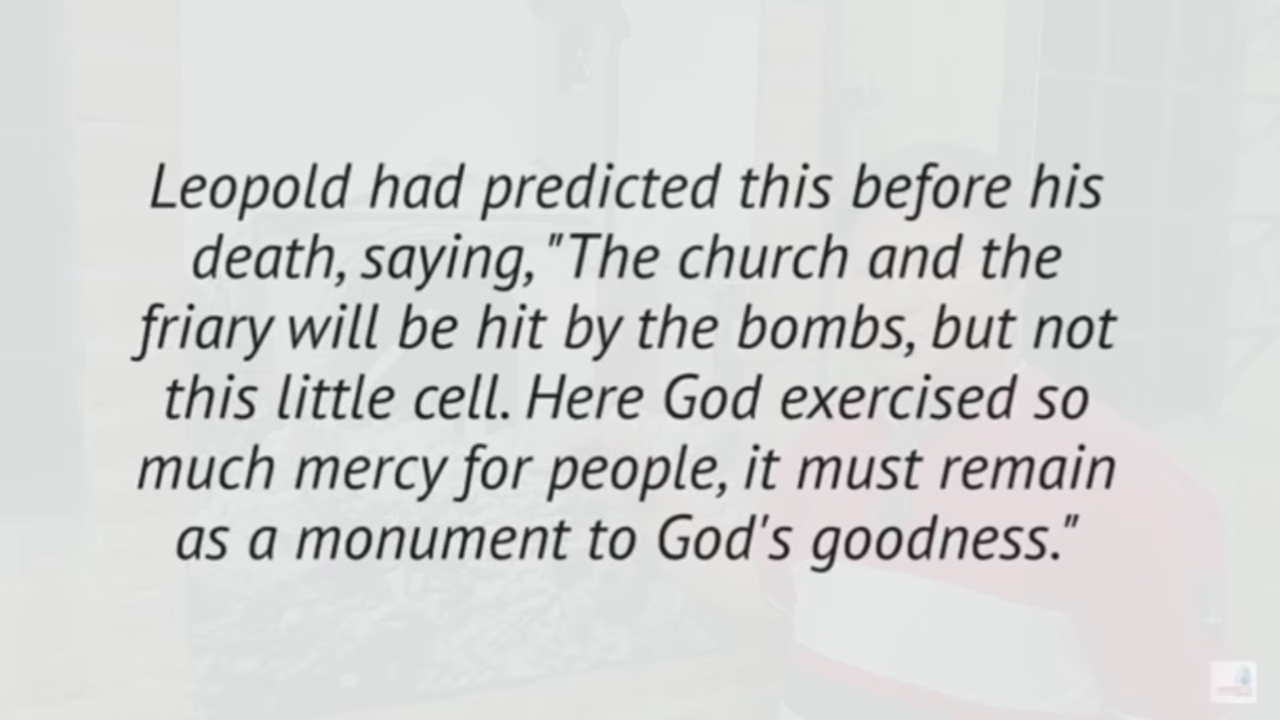 Leopold had predicted this before his
death, saying, "The church and the
friary will be hit by the bombs, but not
this little cell. Here God exercised so
much mercy for people, it must remain
as a monument to God's goodness."